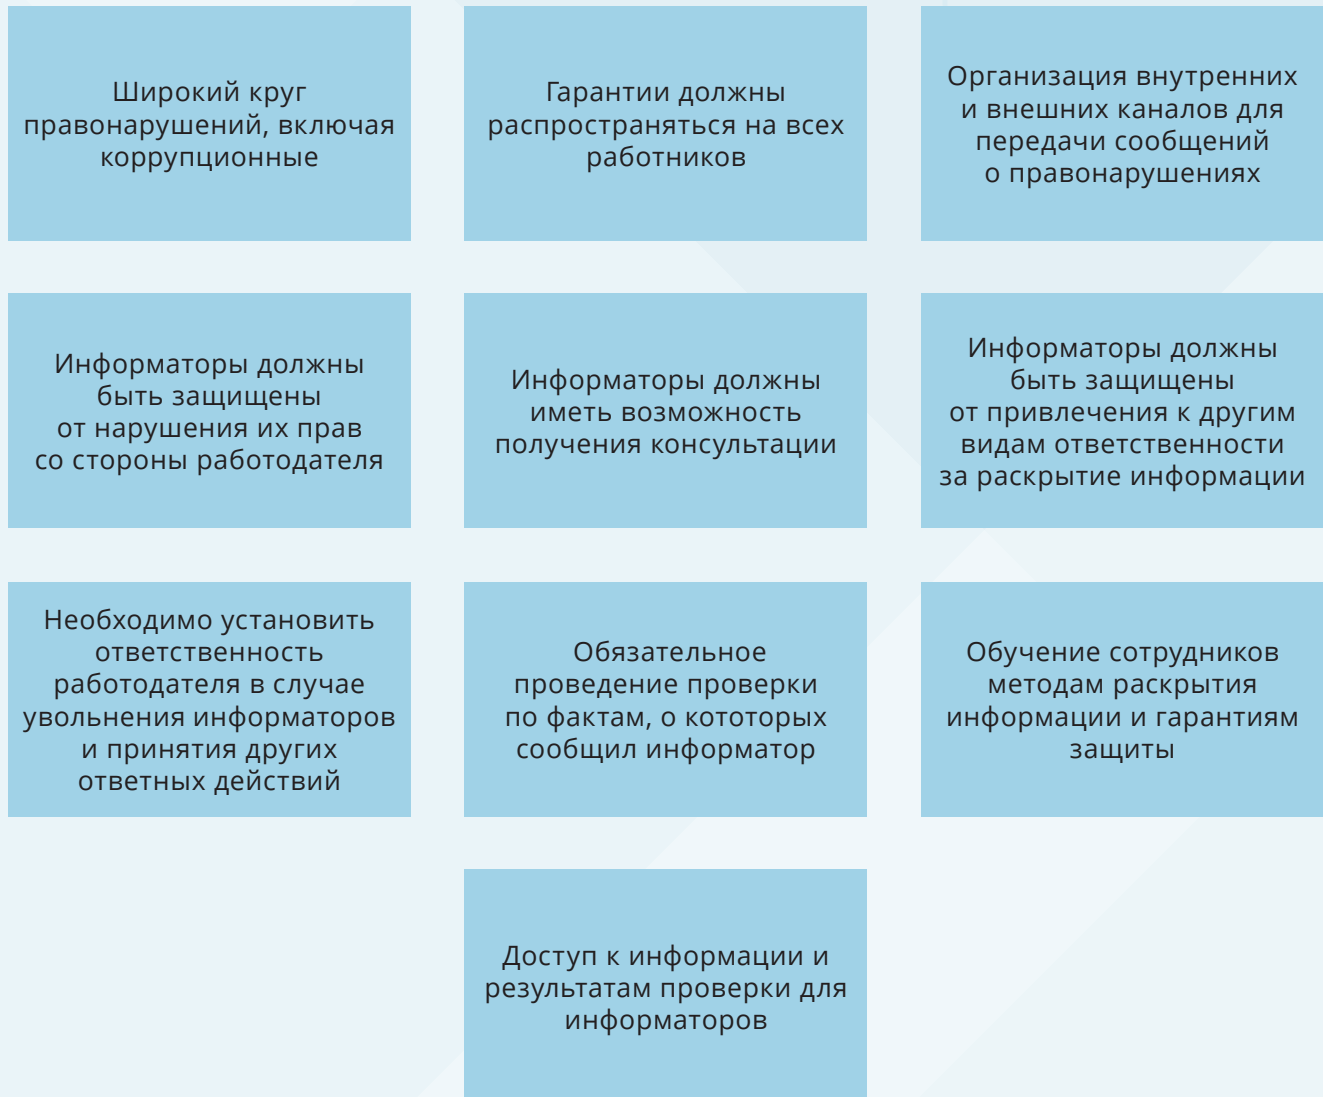 Широкий круг
правонарушений, включая
коррупционные
Гарантии должны
распространяться на всех
работников
Организация внутренних
и внешних каналов для
передачи сообщений
о правонарушениях
Информаторы должны
быть защищены
от нарушения их прав
со стороны работодателя
Информаторы должны
иметь возможность
получения консультации
Информаторы должны
быть защищены
от привлечения к другим
видам ответственности
за раскрытие информации
Необходимо установить
ответственность
работодателя в случае
увольнения информаторов
и принятия других
ответных действий
Обязательное
проведение проверки
по фактам, о кототорых
сообщил информатор
Обучение сотрудников
методам раскрытия
информации и гарантиям
защиты
Доступ к информации и
результатам проверки для
информаторов